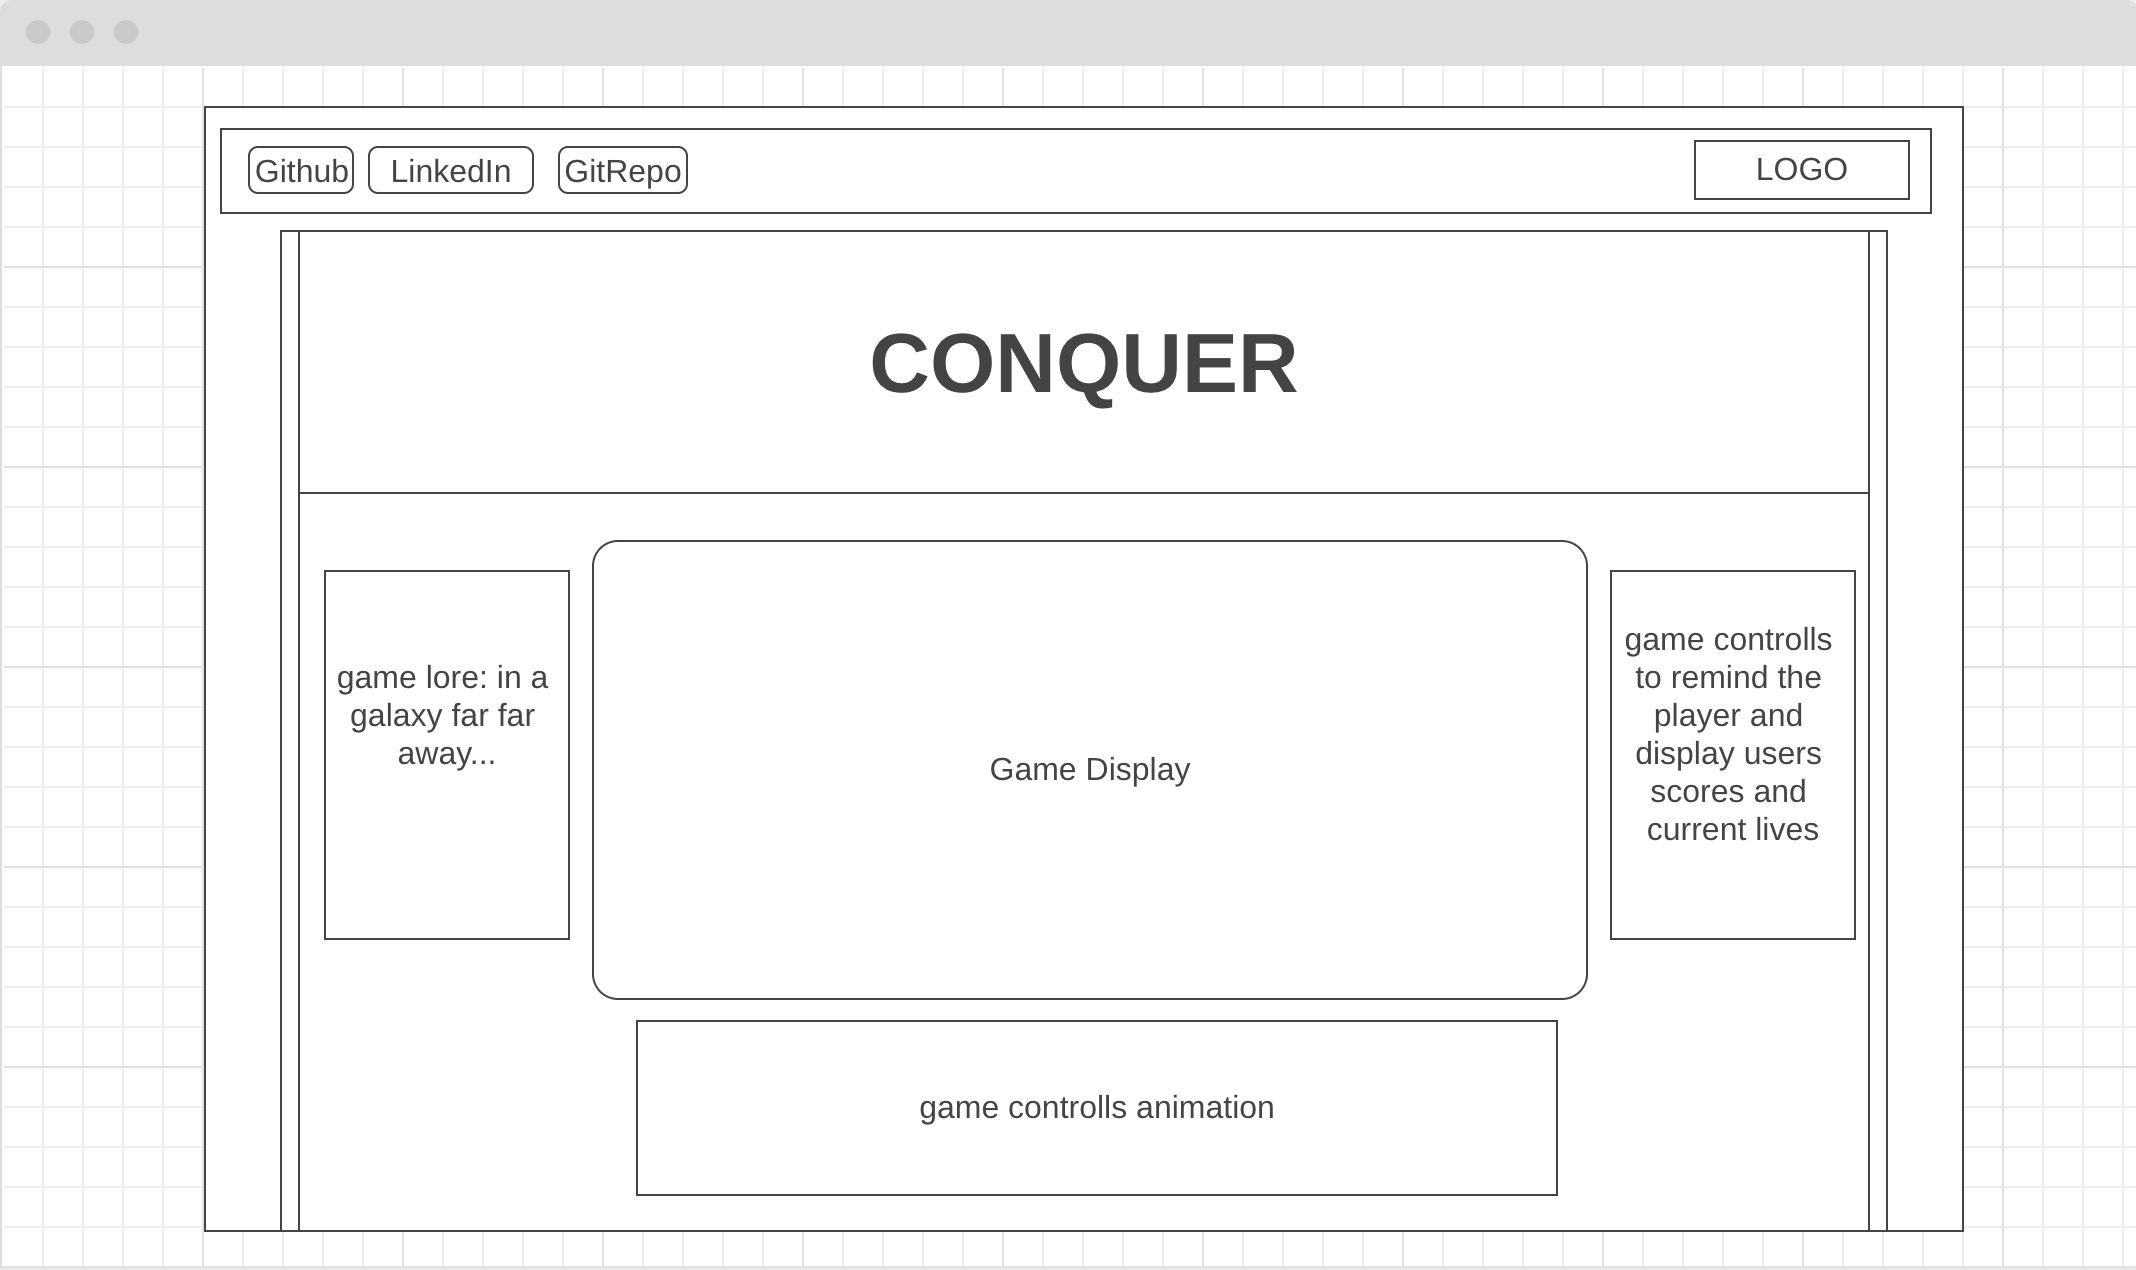 Github
LinkedIn
GitRepo
LOGO
CONQUER
game lore: in a
galaxy far far
away...
Game Display
game controlls
to remind the
player and
display users
scores and
current lives
game controlls animation